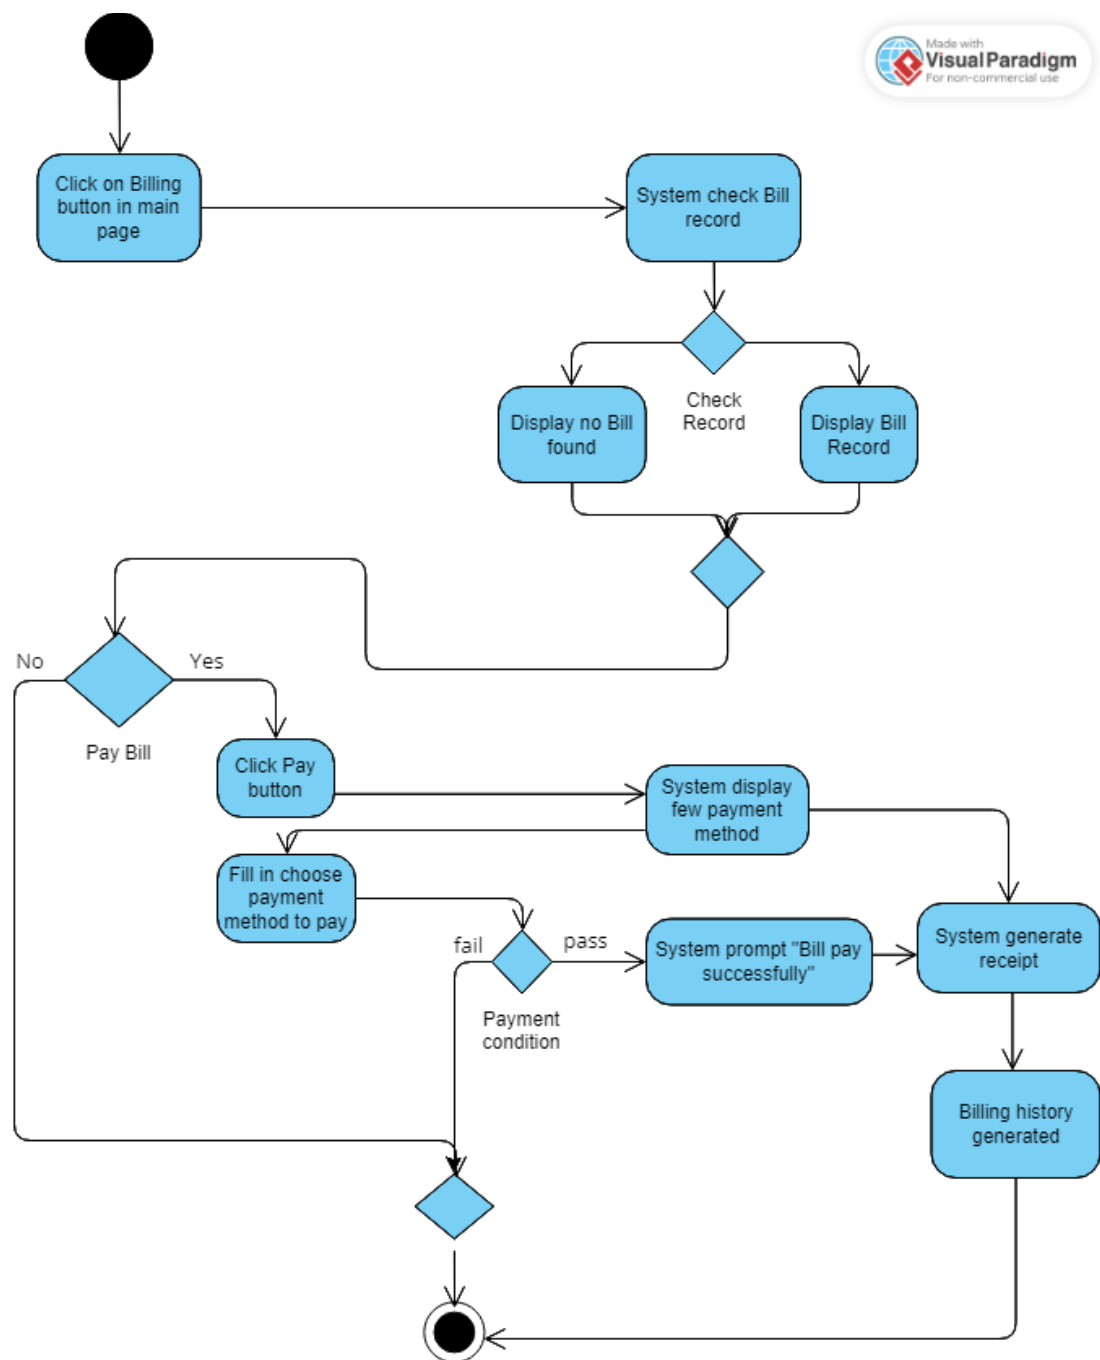 Made with
Visual Paradigm
For non-commercial use
Click on Billing
button in main
page
System check Bill
record
Check
Record
Display no Bill
found
Display Bill
Record
No
Yes
Pay Bill
Click Pay
button
System display
few payment
method
Fill in choose
payment
method to pay
fail
pass
Payment
condition
System prompt "Bill pay
successfully"
System generate
receipt
Billing history
generated